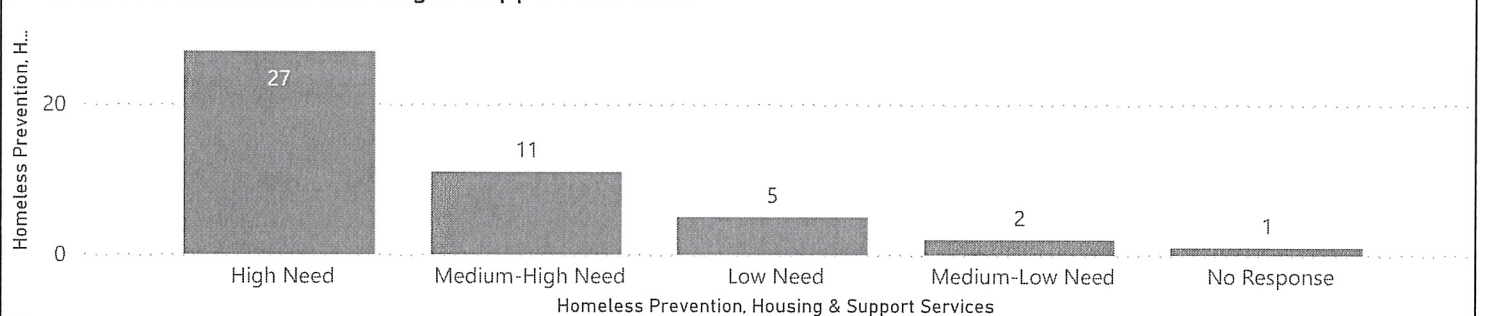 Homeless Prevention, H...
27
20
11
5
2
1
0
High Need
Medium-High Need
Low Need
Medium-Low Need
No Response
Homeless Prevention, Housing & Support Services